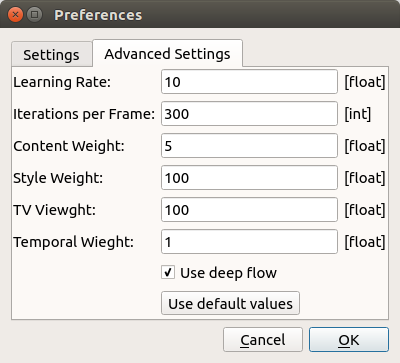 Preferences
Settings Advanced Settings
Learning Rate: 10 [float]
Iterations per Frame: 300 [int]
Content Weight: 5 [float]
Style Weight: 100 [float]
TV Viewght: 100 [float]
Temporal Wieght: 1 [float]
Use deep flow
Use default values
Cancel OK